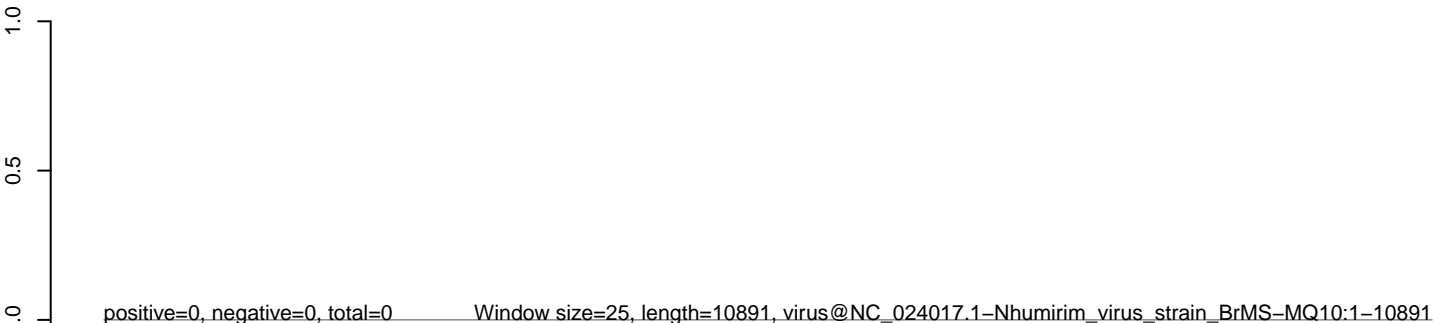 1.0
0.5
.0
positive=0, negative=0, total=0 Window size=25, length=10891, virus@NC_024017.1−Nhumirim_virus_strain_BrMS−MQ10:1−10891